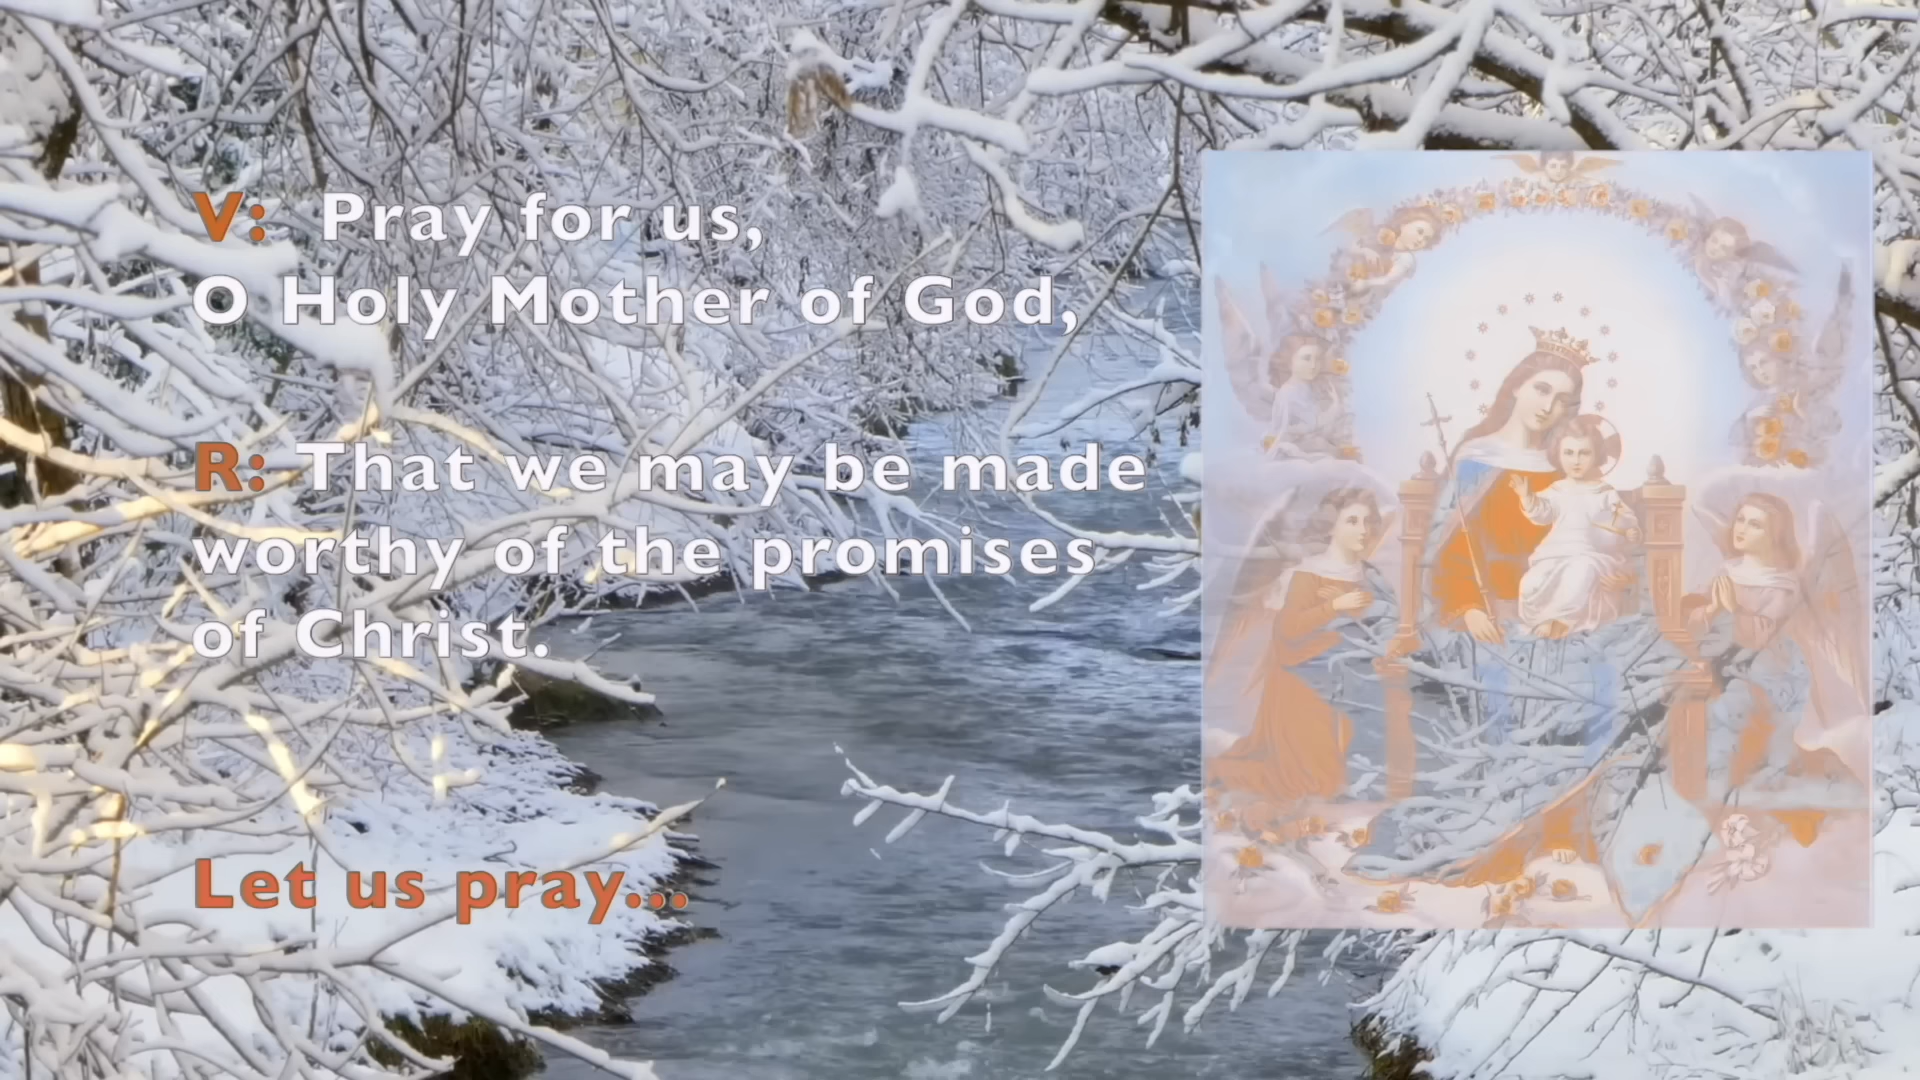 V: Pray for us,
O Holy Mother of God,
R: That we may be made
worthy of the promises
of Christ.
Let us pray...